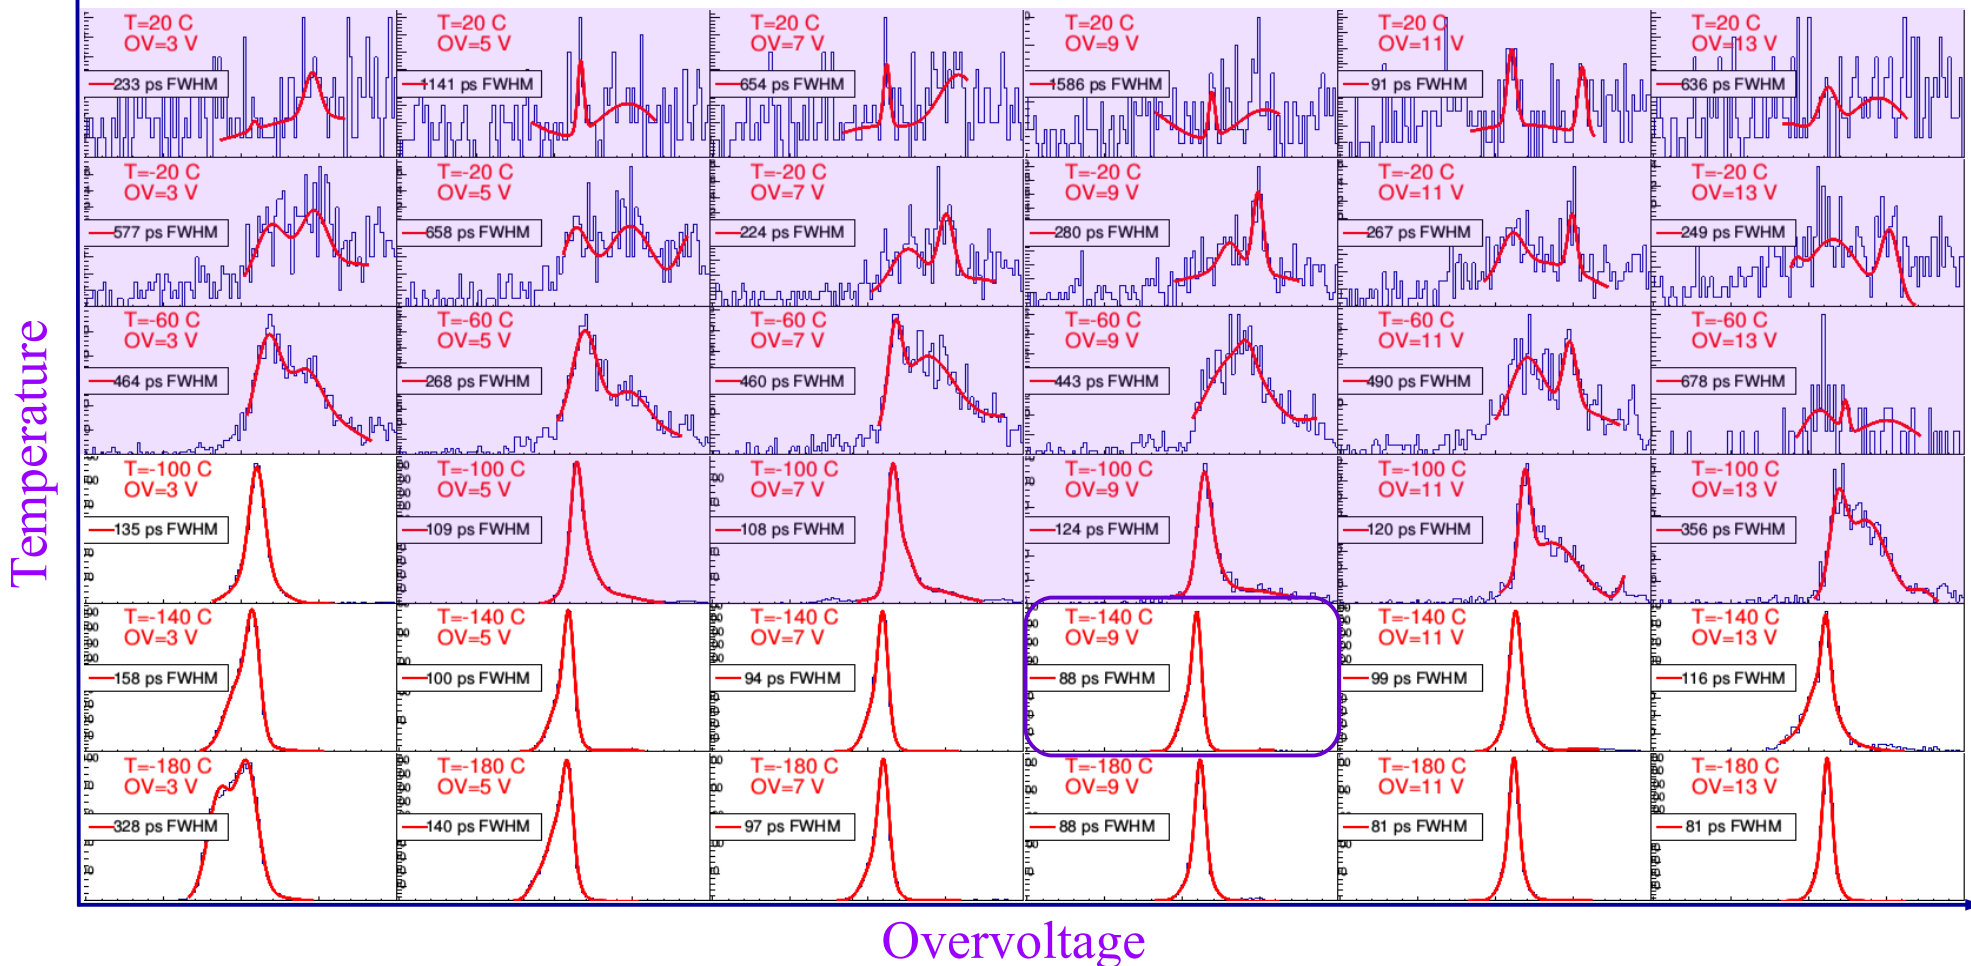 T=20 C
OV=3 V
233 ps FWHM
T=20 C
OV=5 V
1141 ps FWHM
T=20 C
OV=7 V
654 ps FWHM
T=20 C
OV=9 V
1586 ps FWHM
T=20 C
OV=11 V
91 ps FWHM
T=20 C
OV=13 V
636 ps FWHM
T=-20 C
OV=3 V
577 ps FWHM
T=-20 C
OV=5 V
658 ps FWHM
T=-20 C
OV=7 V
224 ps FWHM
T=-20 C
OV=9 V
280 ps FWHM
T=-20 C
OV=11 V
267 ps FWHM
T=-20 C
OV=13 V
249 ps FWHM
T=-60 C
OV=3 V
464 ps FWHM
T=-60 C
OV=5 V
268 ps FWHM
T=-60 C
OV=7 V
460 ps FWHM
T=-60 C
OV=9 V
443 ps FWHM
T=-60 C
OV=11 V
490 ps FWHM
T=-60 C
OV=13 V
678 ps FWHM
T=-100 C
OV=3 V
135 ps FWHM
T=-100 C
OV=5 V
109 ps FWHM
T=-100 C
OV=7 V
108 ps FWHM
T=-100 C
OV=9 V
124 ps FWHM
T=-100 C
OV=11 V
120 ps FWHM
T=-100 C
OV=13 V
356 ps FWHM
T=-140 C
OV=3 V
158 ps FWHM
T=-140 C
OV=5 V
100 ps FWHM
T=-140 C
OV=7 V
94 ps FWHM
T=-140 C
OV=9 V
88 ps FWHM
T=-140 C
OV=11 V
99 ps FWHM
T=-140 C
OV=13 V
116 ps FWHM
T=-180 C
OV=3 V
328 ps FWHM
T=-180 C
OV=5 V
140 ps FWHM
T=-180 C
OV=7 V
97 ps FWHM
T=-180 C
OV=9 V
88 ps FWHM
T=-180 C
OV=11 V
81 ps FWHM
T=-180 C
OV=13 V
81 ps FWHM
Temperature
Overvoltage